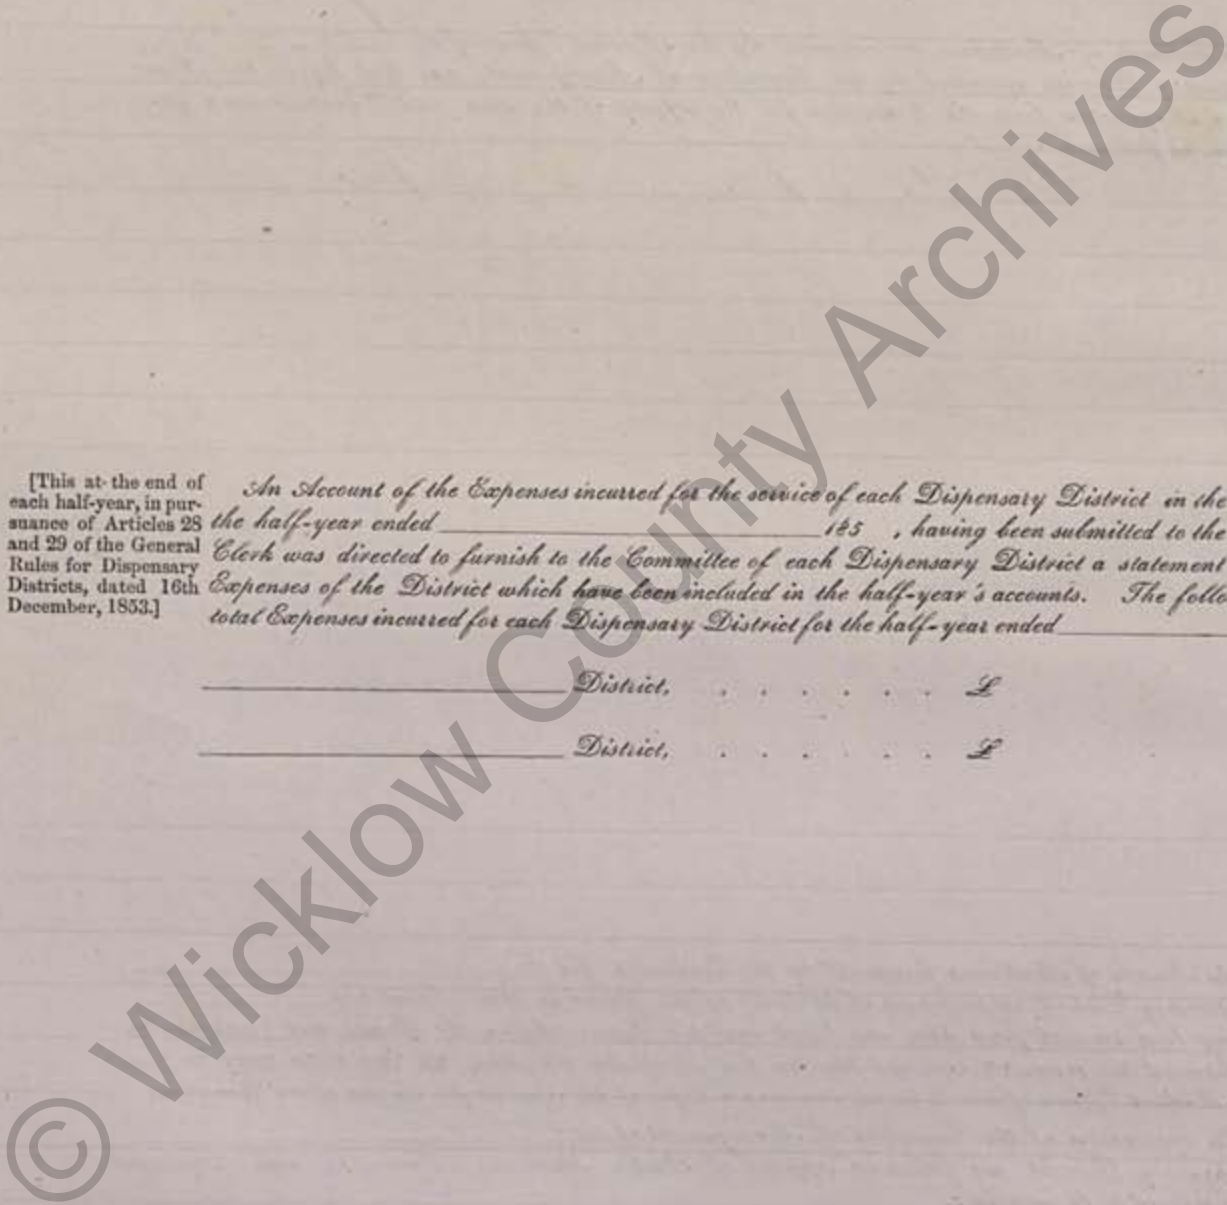 [This at the end of
each half-year, in pur-
suance of Articles 28
and 29 of the General
Rules for Dispensary
Districts, dated 16th
December, 1853.]
An Account of the Expenses incurred for the service of each Dispensary District in the
the half-year ended 185 , having been submitted to the
Clerk was directed to furnish to the Committee of each Dispensary District a statement
Expenses of the District which have been included in the half-year's accounts. The follo
total Expenses incurred for each Dispensary District for the half-year ended
District, . . . . . . £
District, . . . . . . £
© Wicklow County Archives